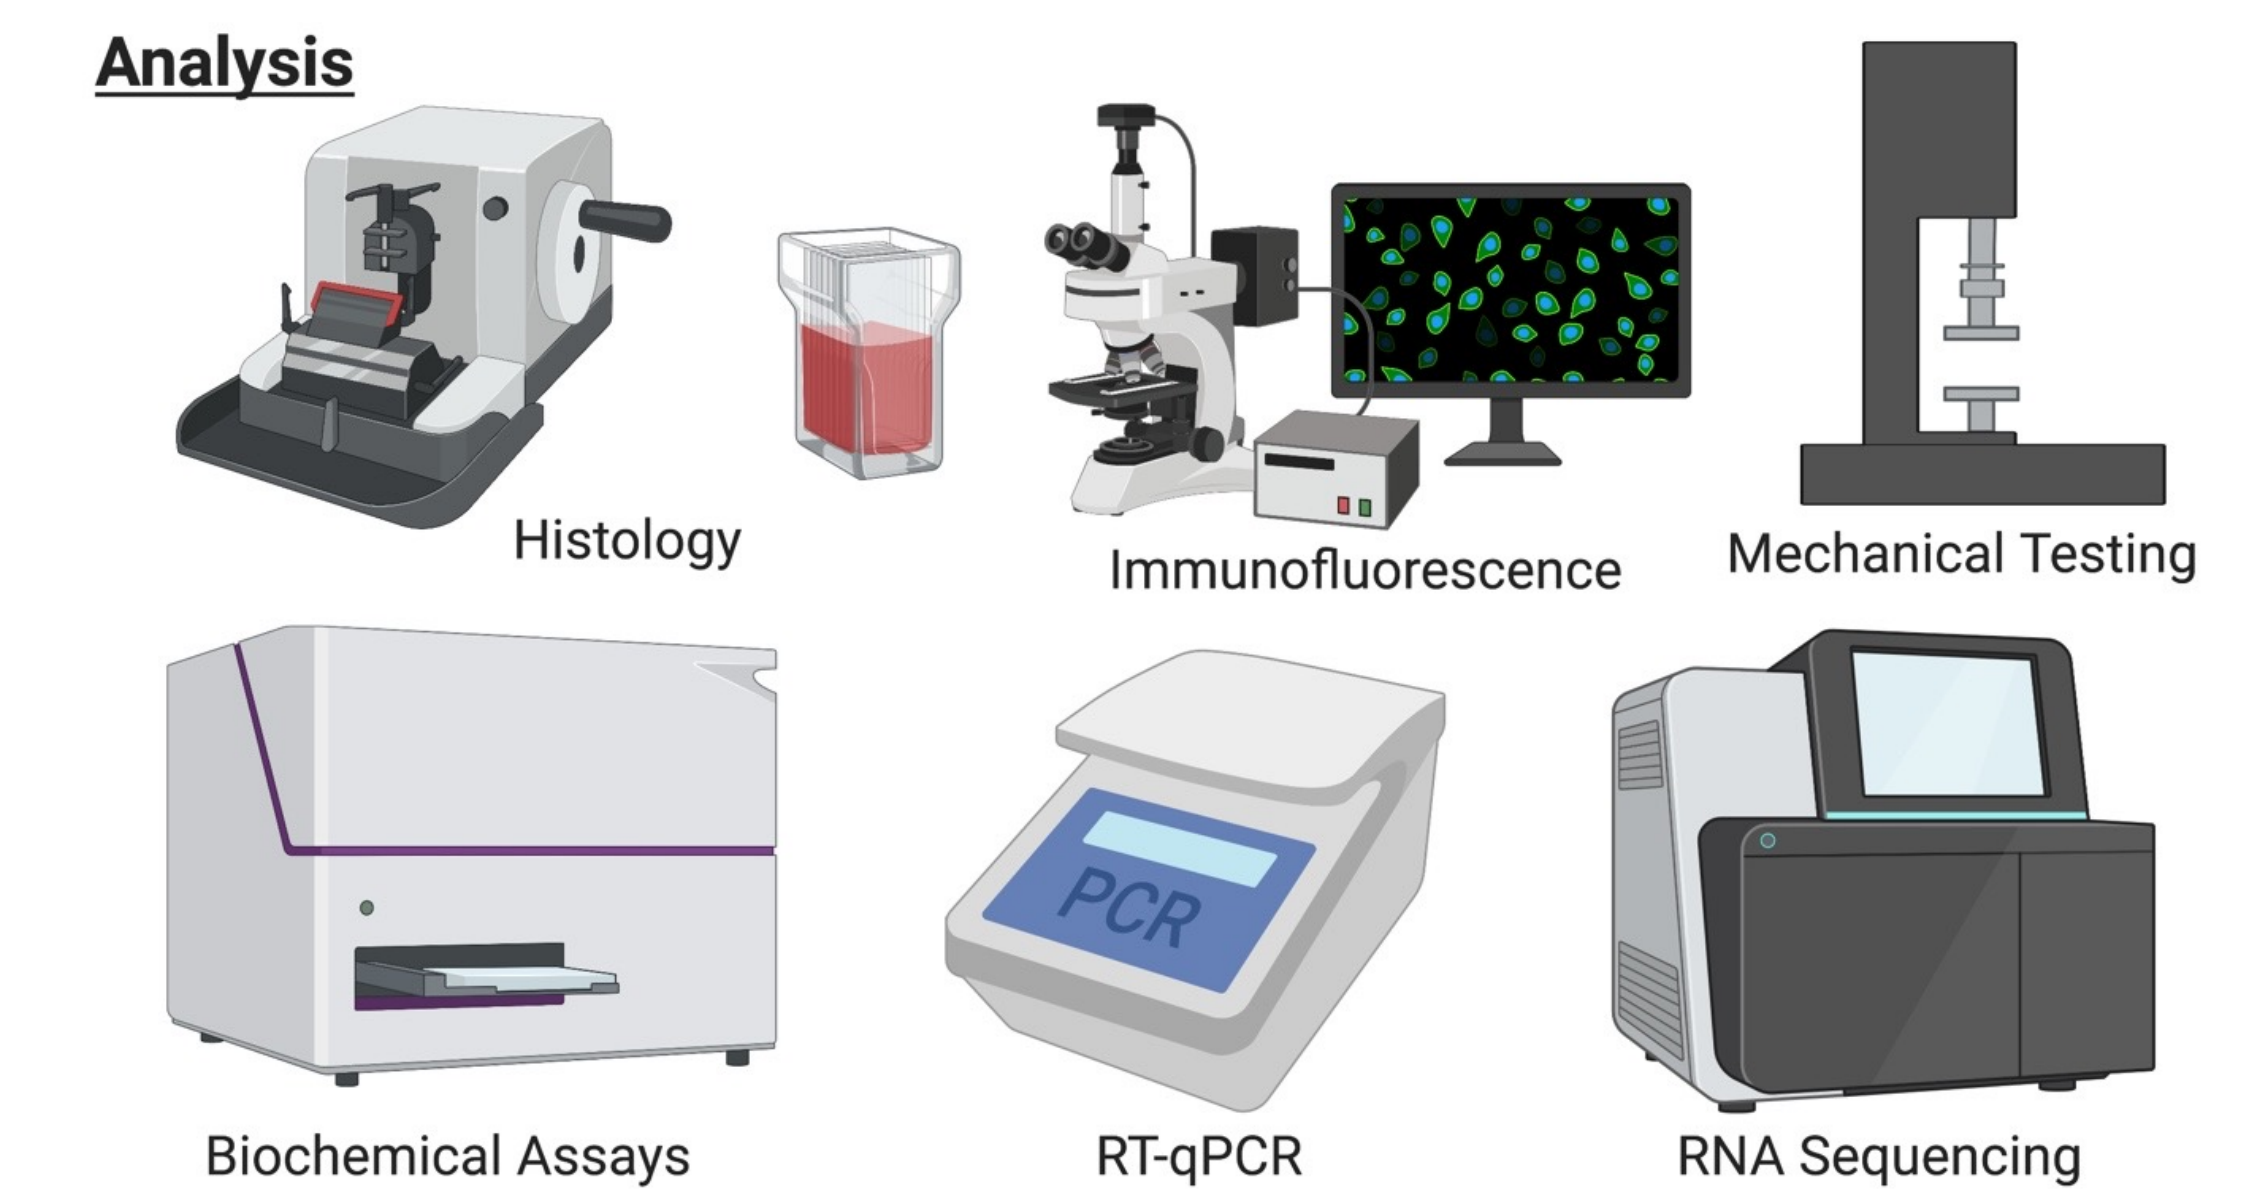 Analysis
Histology
Immunofluorescence
Mechanical Testing
PCR
Biochemical Assays
RT-qPCR
RNA Sequencing